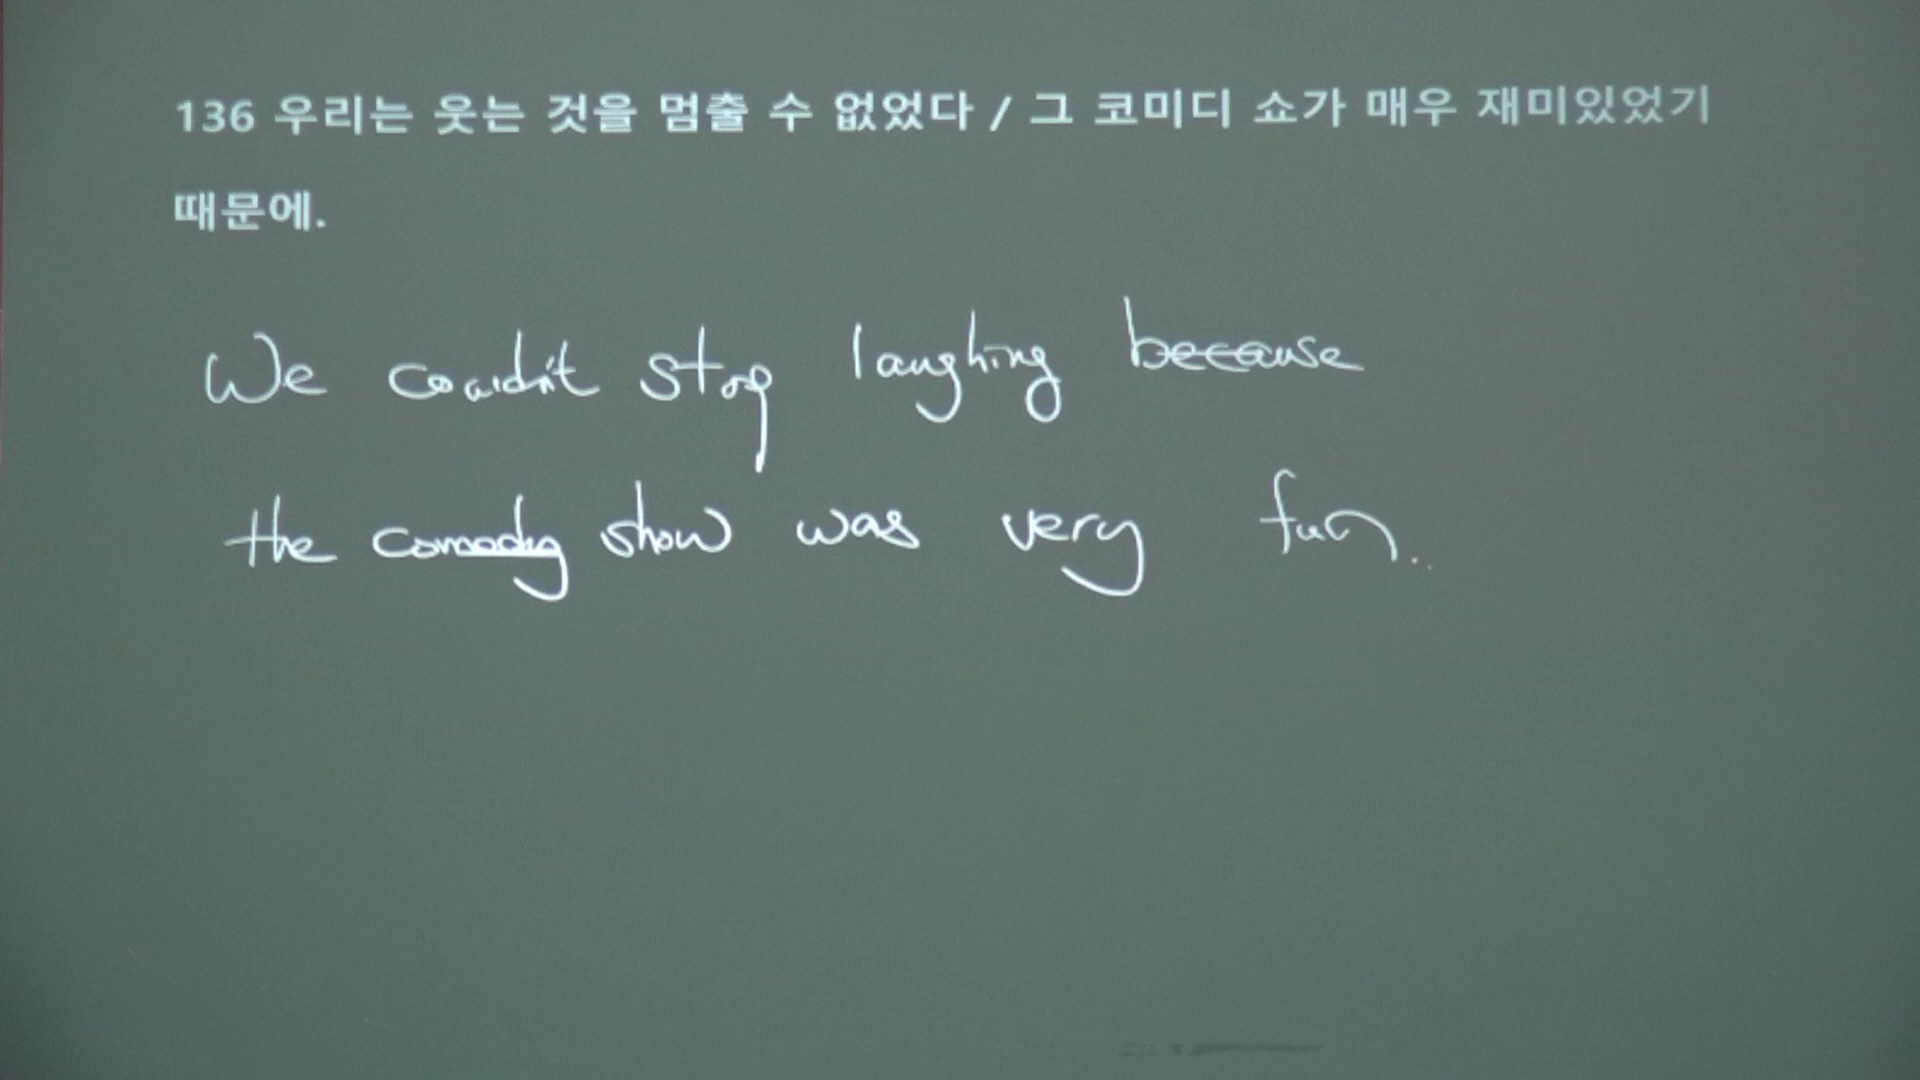 136 우리는 웃는 것을 멈출 수 없었다 / 그 코미디 쇼가 매우 재미있었기
때문에.
We couldn't stop laughing because
the comedy show was very fun.